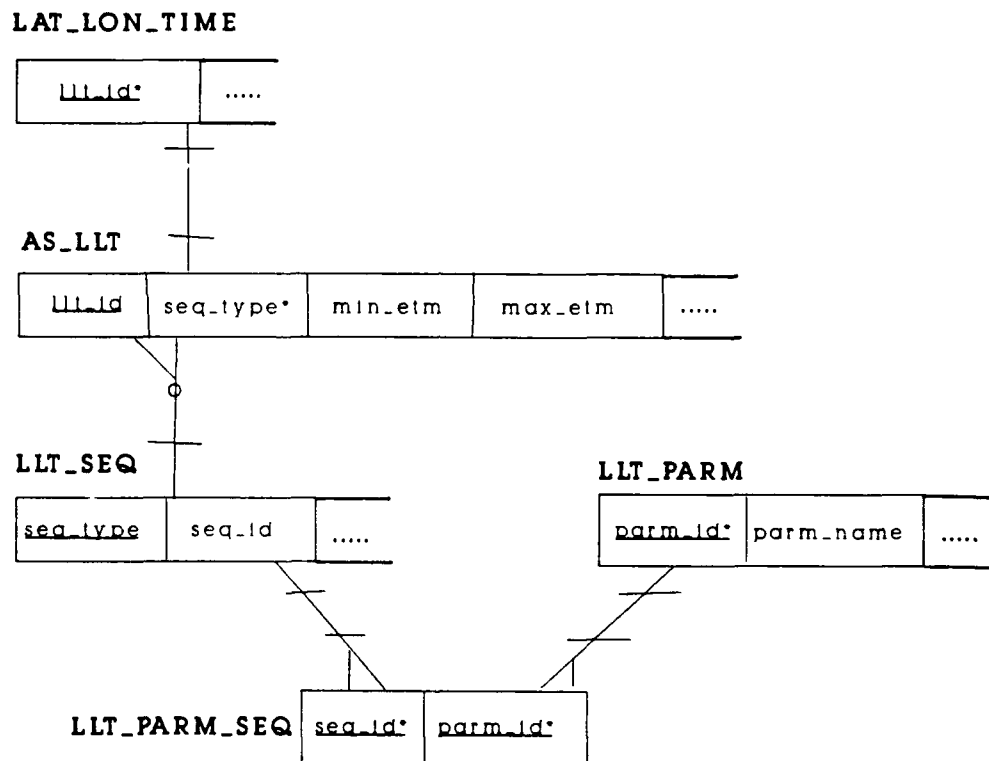 LAT_LON_TIME
llt_id* .....
AS_LLT
llt_id seq_type* min_etm max_etm .....
LLT_SEQ
seq_type seq_id .....
LLT_PARM
parm_id* parm_name .....
LLT_PARM_SEQ seq_id* parm_id*